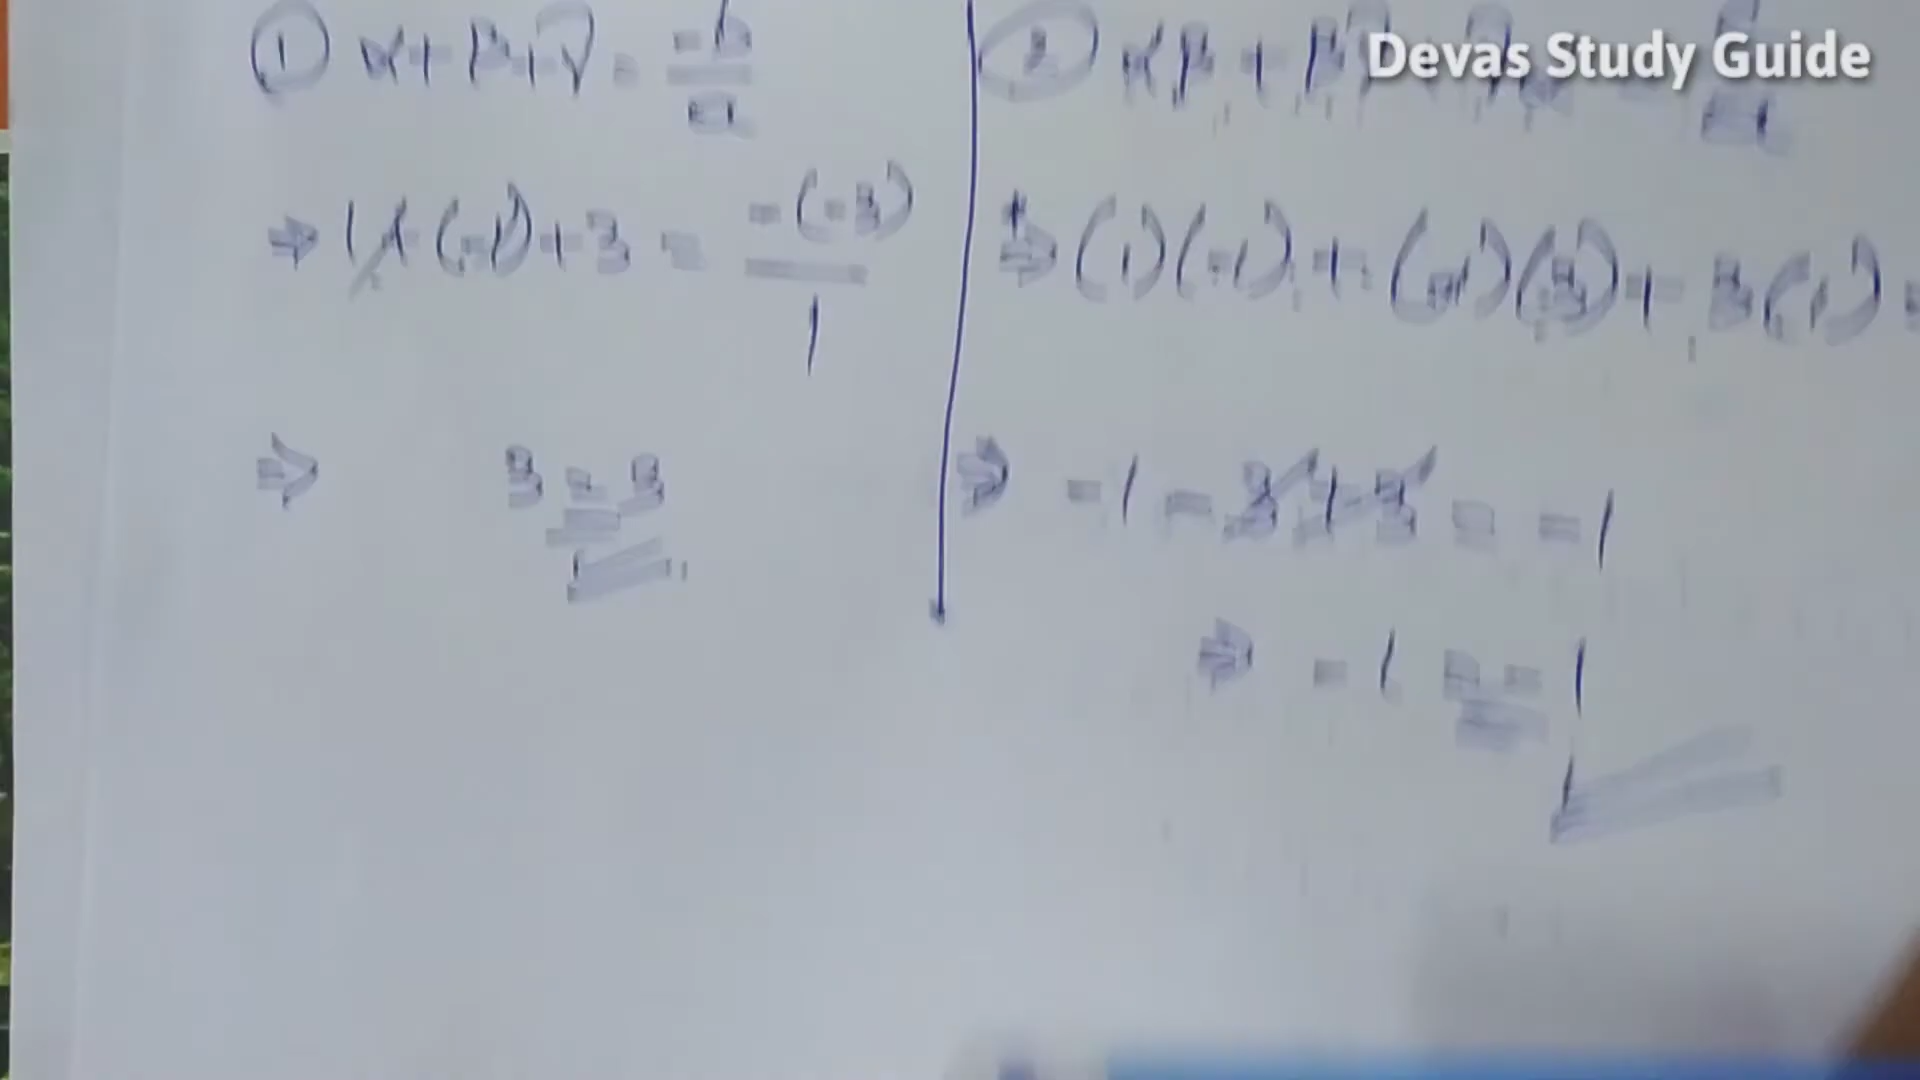 Devas Study Guide
① α+β+γ = -b/a
⇒ 1+(-1)+3 = -(-3)/1
⇒ 3 = 3
② αβ + β
⇒ (1)(-1) + (-1)(3) + 3(1) =
⇒ -1 - 3 + 3 = -1
⇒ -1 = -1